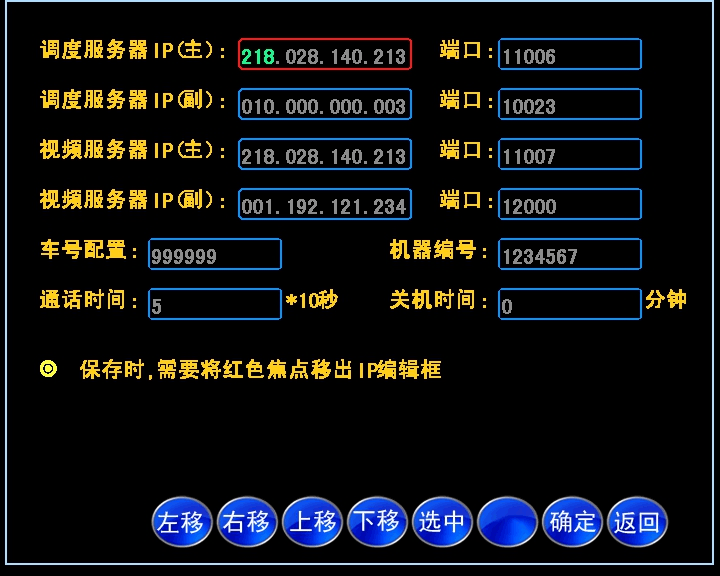 调度服务器IP(主): 218.028.140.213 端口: 11006
调度服务器IP(副): 010.000.000.003 端口: 10023
视频服务器IP(主): 218.028.140.213 端口: 11007
视频服务器IP(副): 001.192.121.234 端口: 12000
车号配置: 999999 机器编号: 1234567
通话时间: 5 *10秒 关机时间: 0 分钟
保存时,需要将红色焦点移出IP编辑框
左移 右移 上移 下移 选中 确定 返回